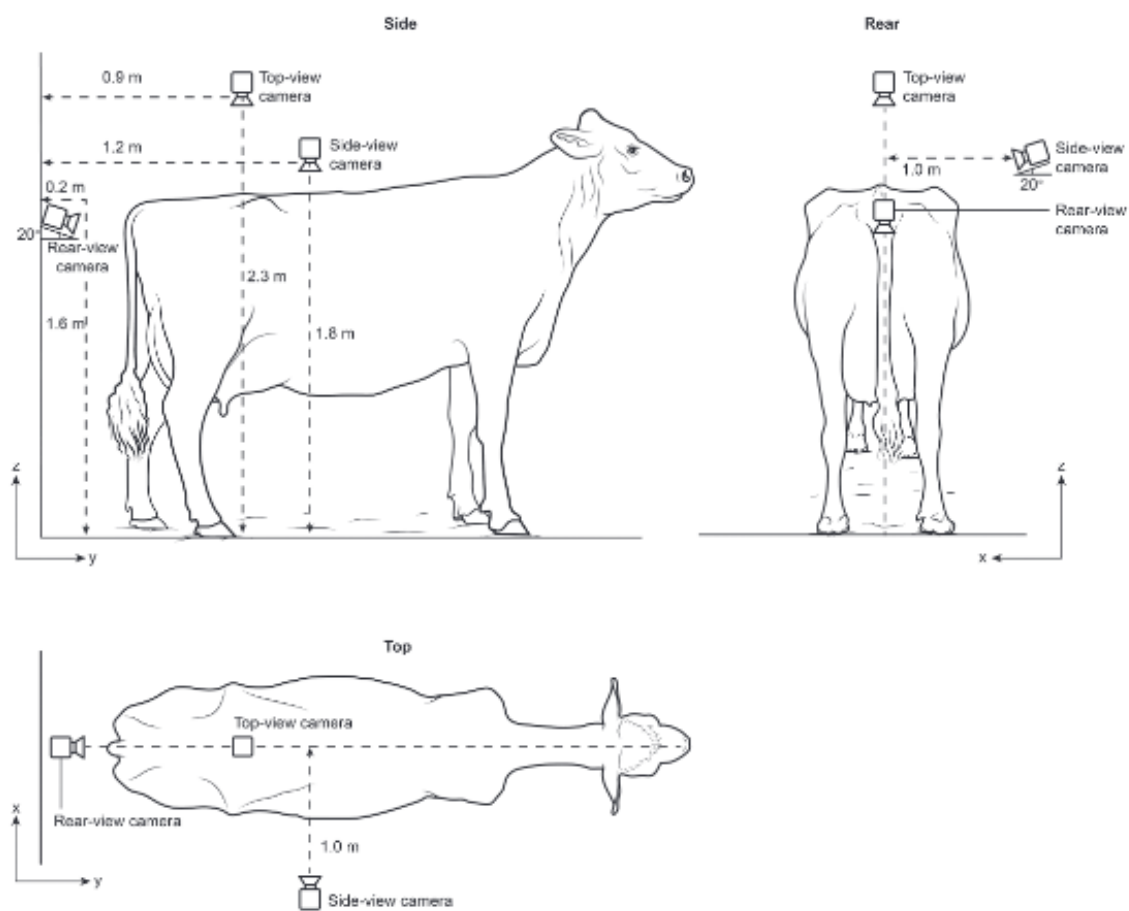 Side
Rear
0.9 m
Top-view
camera
Top-view
camera
1.2 m
Side-view
camera
1.0 m
Side-view
camera
20°
0.2 m
20°
Rear-view
camera
Rear-view
camera
2.3 m
1.6 m
1.8 m
z
y
z
x
Top
Top-view camera
Rear-view camera
x
y
1.0 m
Side-view camera